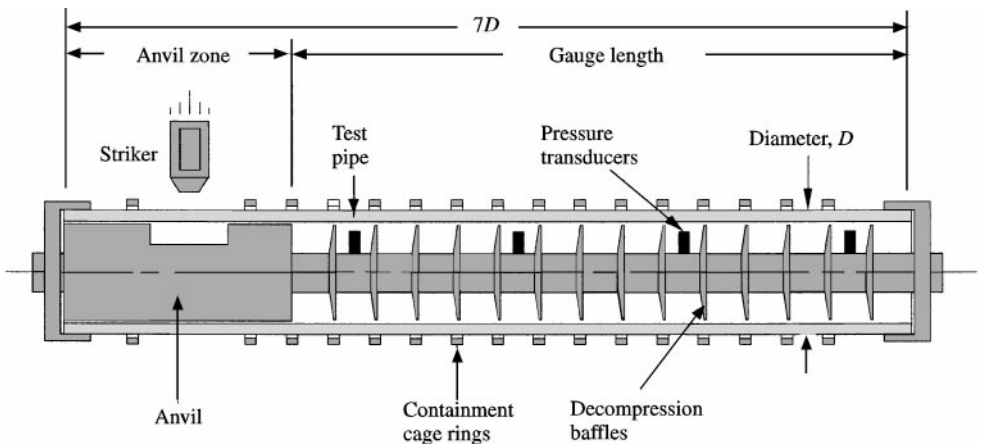 7D
Anvil zone
Gauge length
Striker
Test
pipe
Pressure
transducers
Diameter, D
Anvil
Containment
cage rings
Decompression
baffles